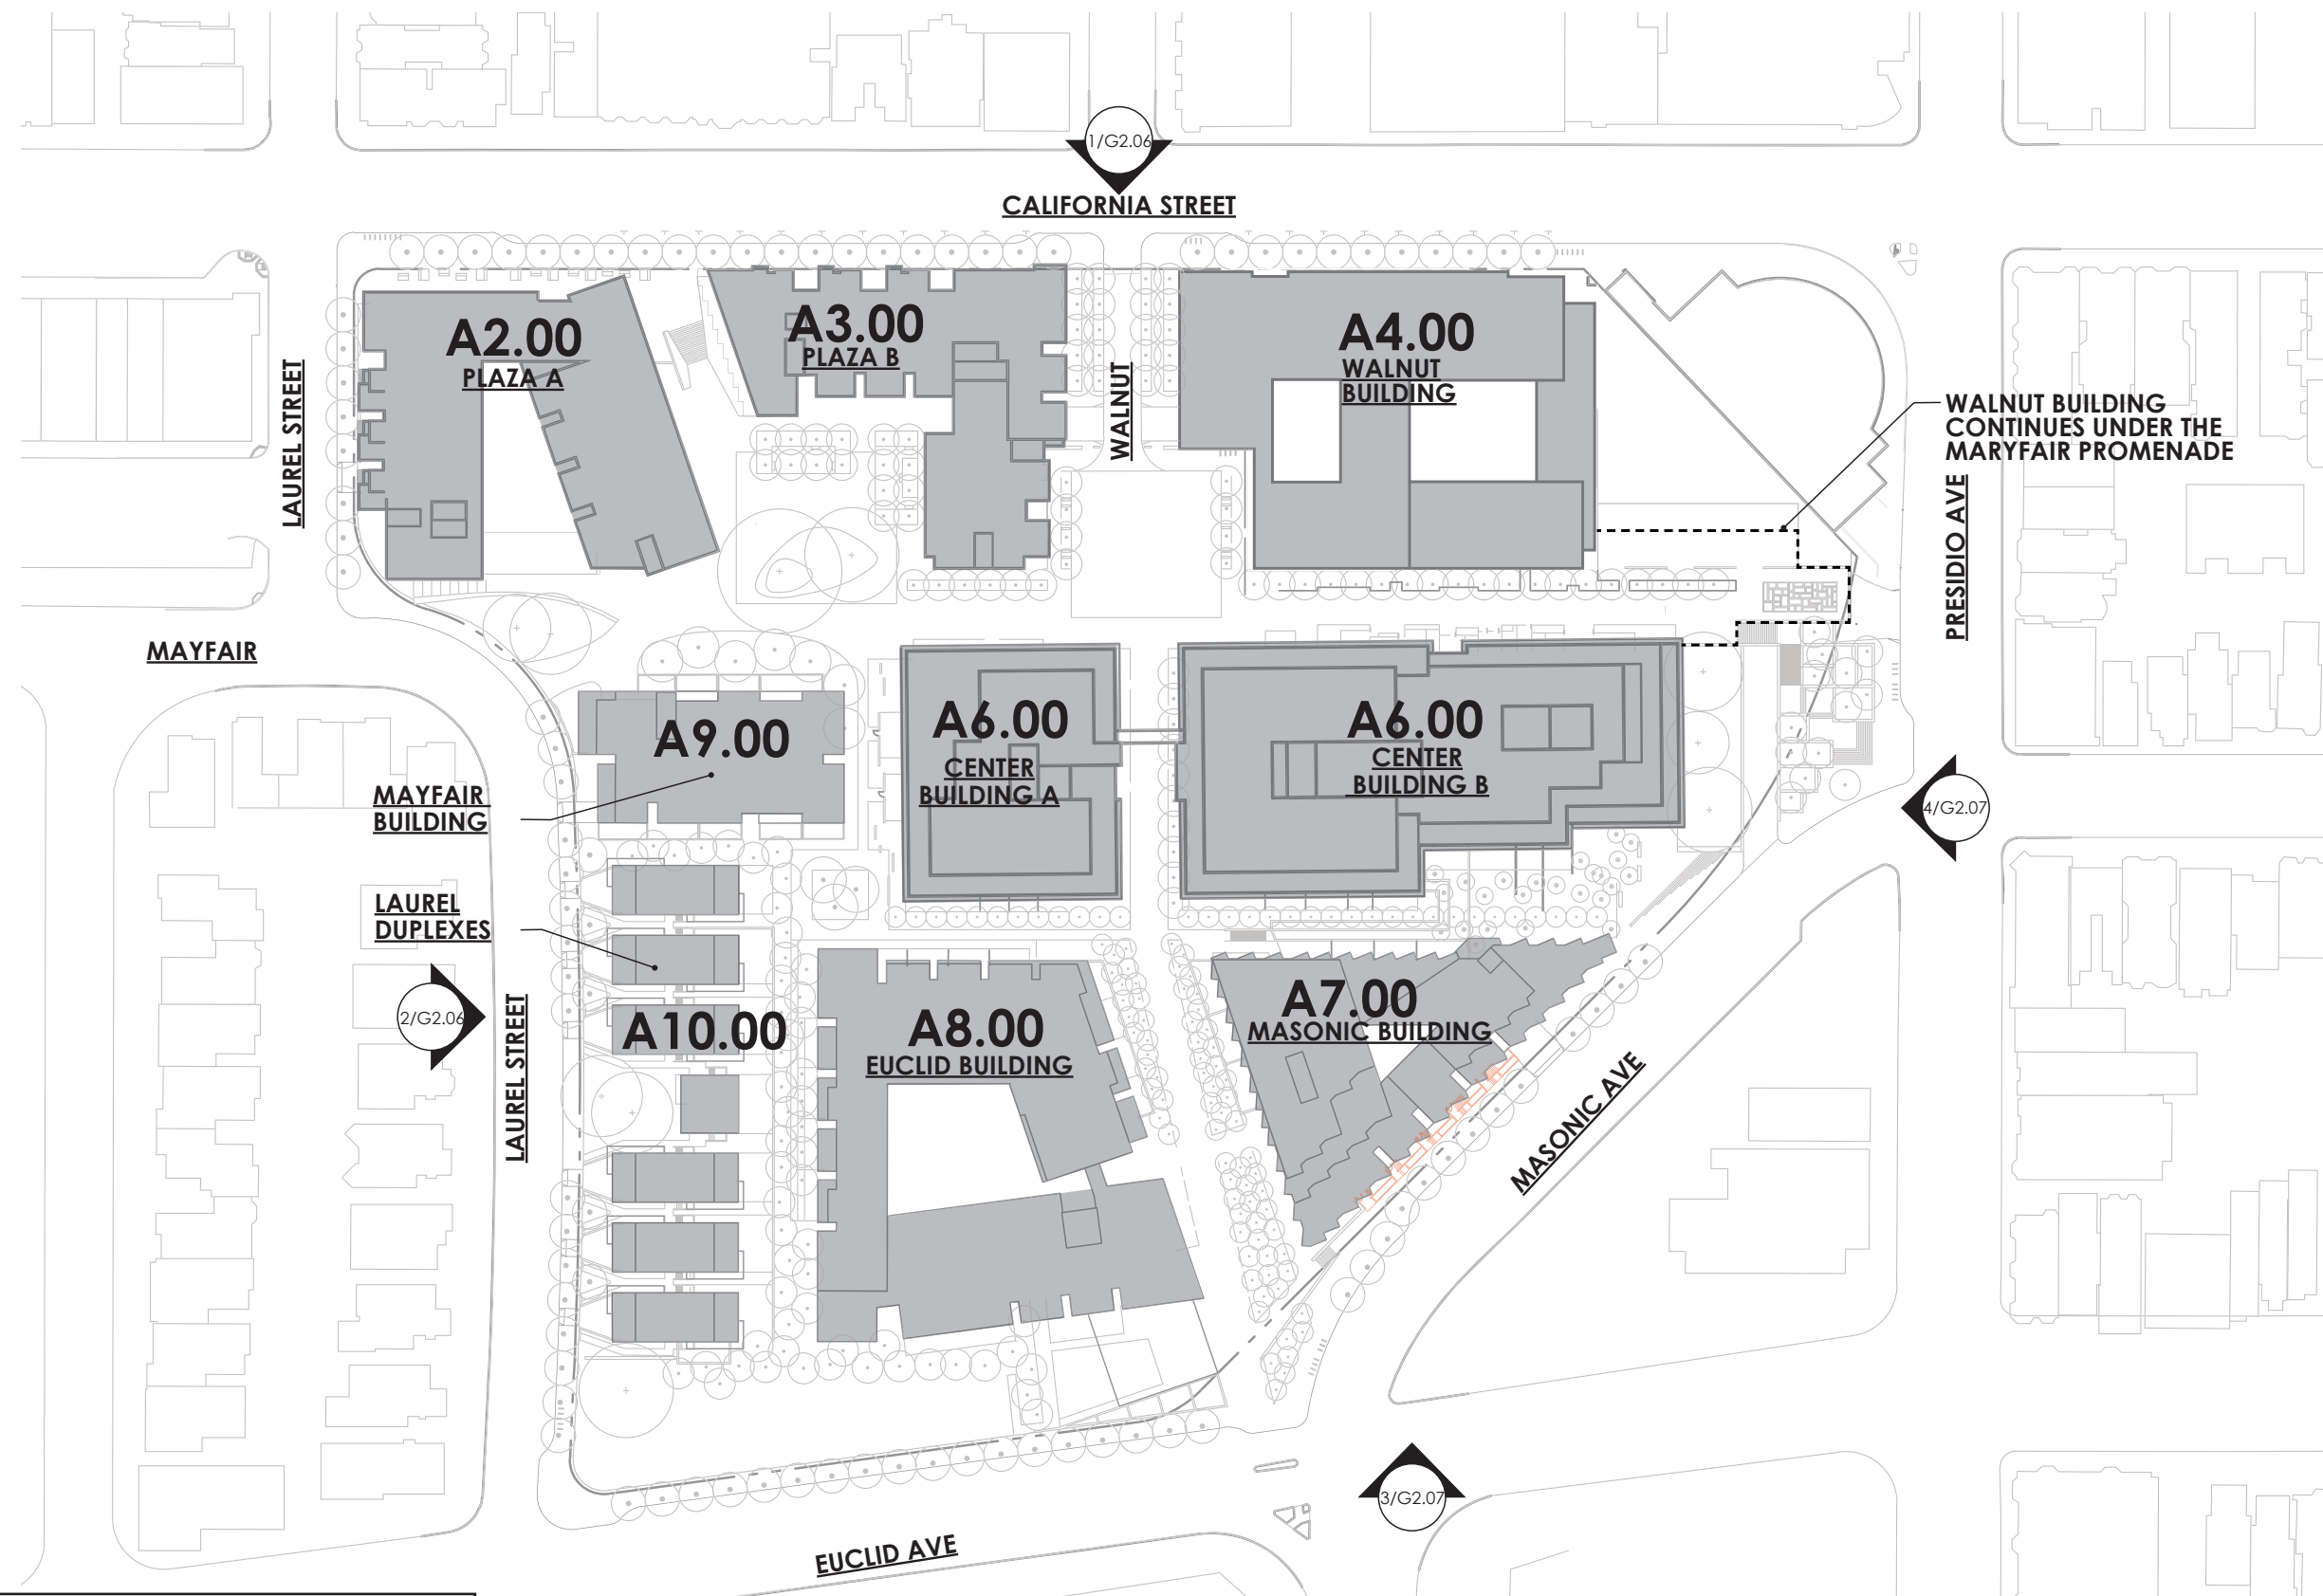 1/G2.06
CALIFORNIA STREET
A2.00
PLAZA A
A3.00
PLAZA B
A4.00
WALNUT
BUILDING
LAUREL STREET
WALNUT
WALNUT BUILDING
CONTINUES UNDER THE
MARYFAIR PROMENADE
PRESIDIO AVE
MAYFAIR
A9.00
MAYFAIR
BUILDING
A6.00
CENTER
BUILDING A
A6.00
CENTER
BUILDING B
4/G2.07
LAUREL
DUPLEXES
2/G2.06
LAUREL STREET
A10.00
A8.00
EUCLID BUILDING
A7.00
MASONIC BUILDING
MASONIC AVE
3/G2.07
EUCLID AVE